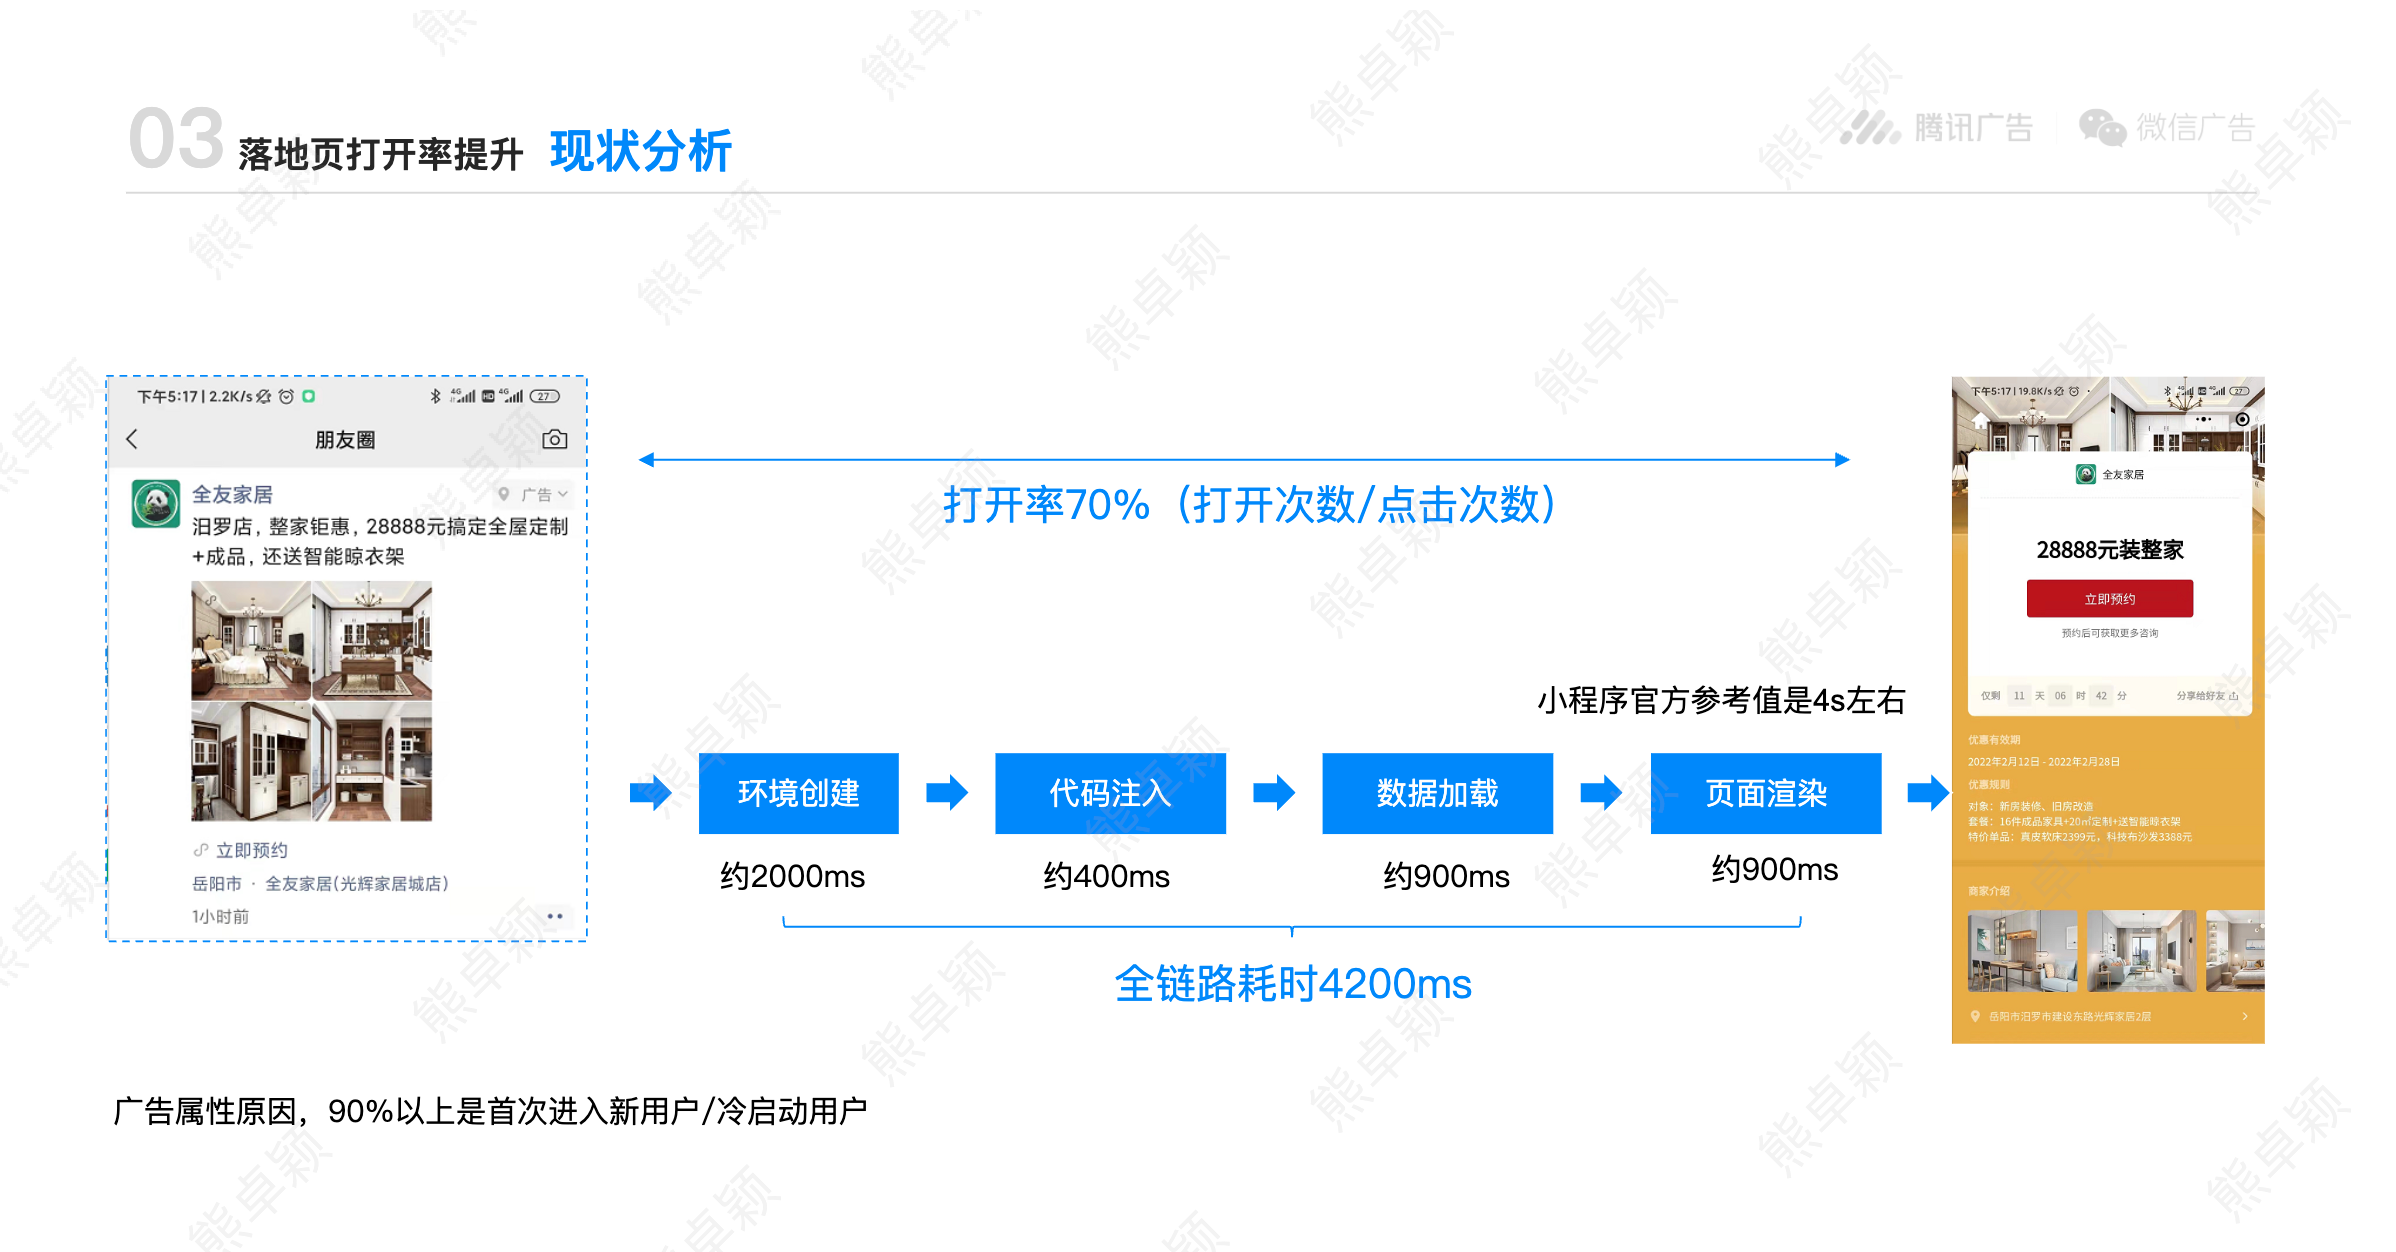 03 落地页打开率提升 现状分析
腾讯广告 微信广告
下午5:17 | 2.2K/s
4G HD 4G 27
朋友圈
全友家居
广告
汨罗店，整家钜惠，28888元搞定全屋定制
+成品，还送智能晾衣架
立即预约
岳阳市 · 全友家居(光辉家居城店)
1小时前
打开率70%（打开次数/点击次数）
小程序官方参考值是4s左右
环境创建
代码注入
数据加载
页面渲染
约2000ms
约400ms
约900ms
约900ms
全链路耗时4200ms
下午5:17 | 19.8K/s
4G HD 4G 27
全友家居
28888元装整家
立即预约
预约后可获取更多咨询
仅剩 11 天 06 时 42 分 分享给好友
优惠有效期
2022年2月12日 - 2022年2月28日
优惠规则
对象：新房装修、旧房改造
套餐：16件成品家具+20㎡定制+送智能晾衣架
特价单品：真皮软床2399元，科技布沙发3388元
商家介绍
岳阳市汨罗市建设东路光辉家居2层
广告属性原因，90%以上是首次进入新用户/冷启动用户
熊卓颖